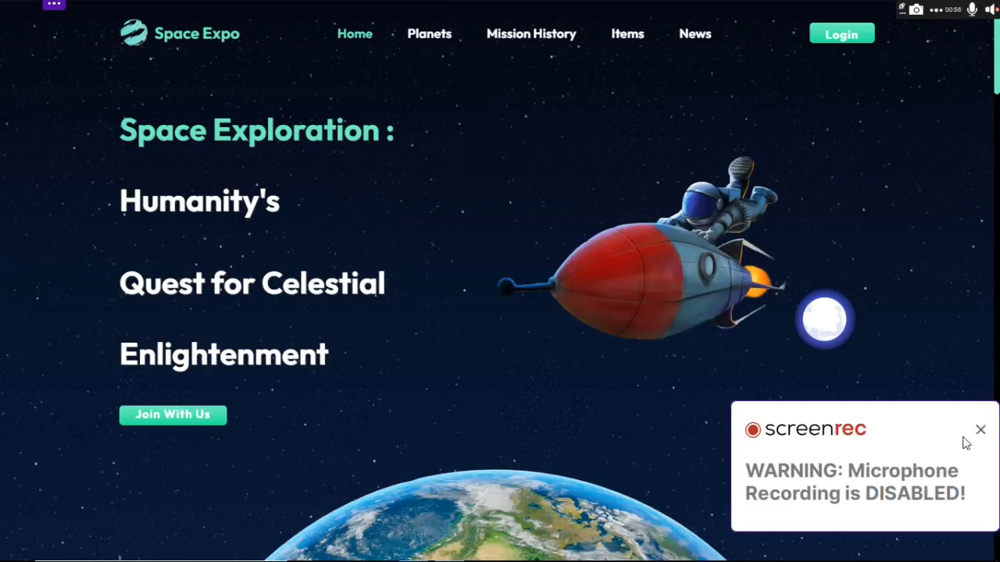 00:56
Space Expo
Home
Planets
Mission History
Items
News
Login
Space Exploration :
Humanity's
Quest for Celestial
Enlightenment
Join With Us
screenrec
WARNING: Microphone
Recording is DISABLED!